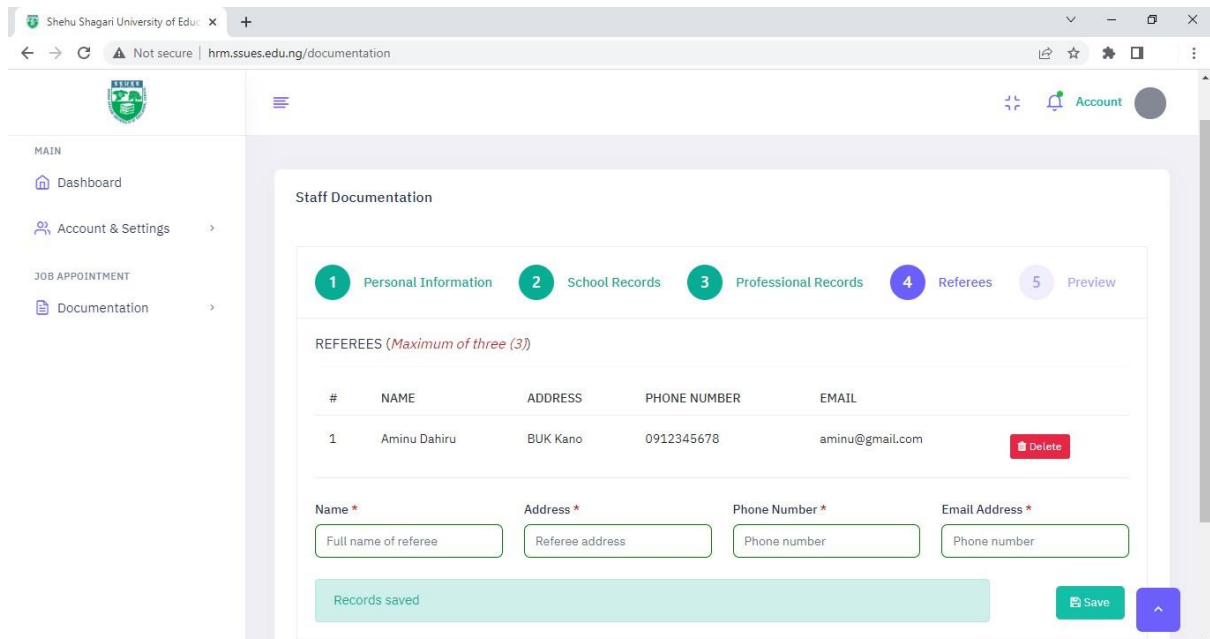 Shehu Shagari University of Educ
Not secure | hrm.ssues.edu.ng/documentation
SSUES
Account
MAIN
Dashboard
Account & Settings
JOB APPOINTMENT
Documentation
Staff Documentation
1 Personal Information 2 School Records 3 Professional Records 4 Referees 5 Preview
REFEREES (Maximum of three (3))
# NAME ADDRESS PHONE NUMBER EMAIL
1 Aminu Dahiru BUK Kano 0912345678 aminu@gmail.com Delete
Name * Address * Phone Number * Email Address *
Full name of referee Referee address Phone number Phone number
Records saved Save